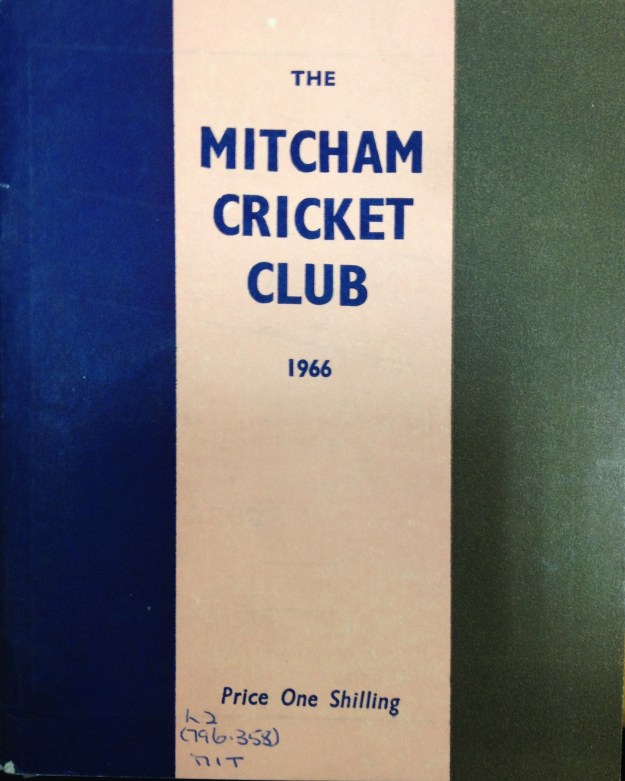 THE
MITCHAM
CRICKET
CLUB
1966
Price One Shilling
L2
(796.358)
MIT